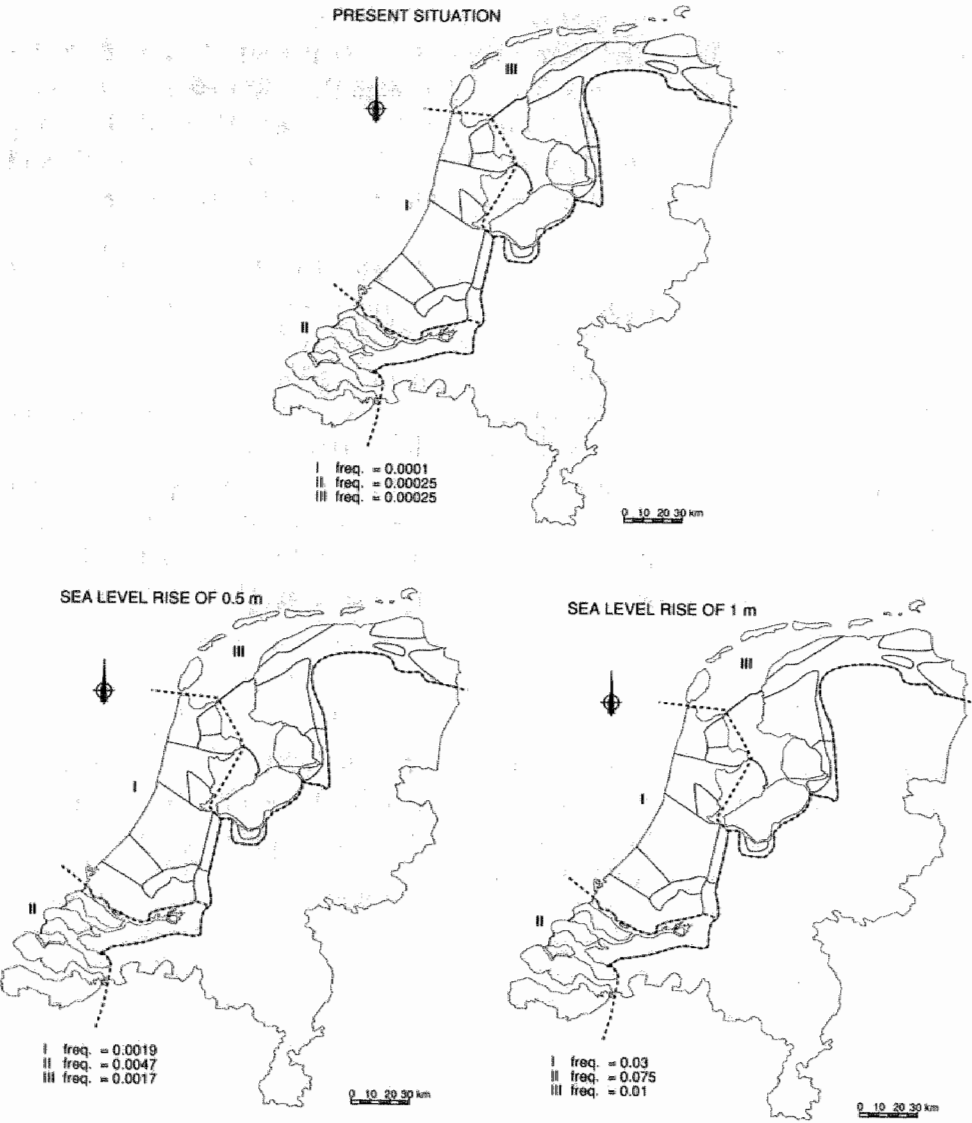 PRESENT SITUATION
III
I
II
I freq. = 0.0001
II freq. = 0.00025
III freq. = 0.00025
0 10 20 30 km
SEA LEVEL RISE OF 0.5 m
III
I
II
I freq. = 0.0019
II freq. = 0.0047
III freq. = 0.0017
0 10 20 30 km
SEA LEVEL RISE OF 1 m
III
I
II
I freq. = 0.03
II freq. = 0.075
III freq. = 0.01
0 10 20 30 km